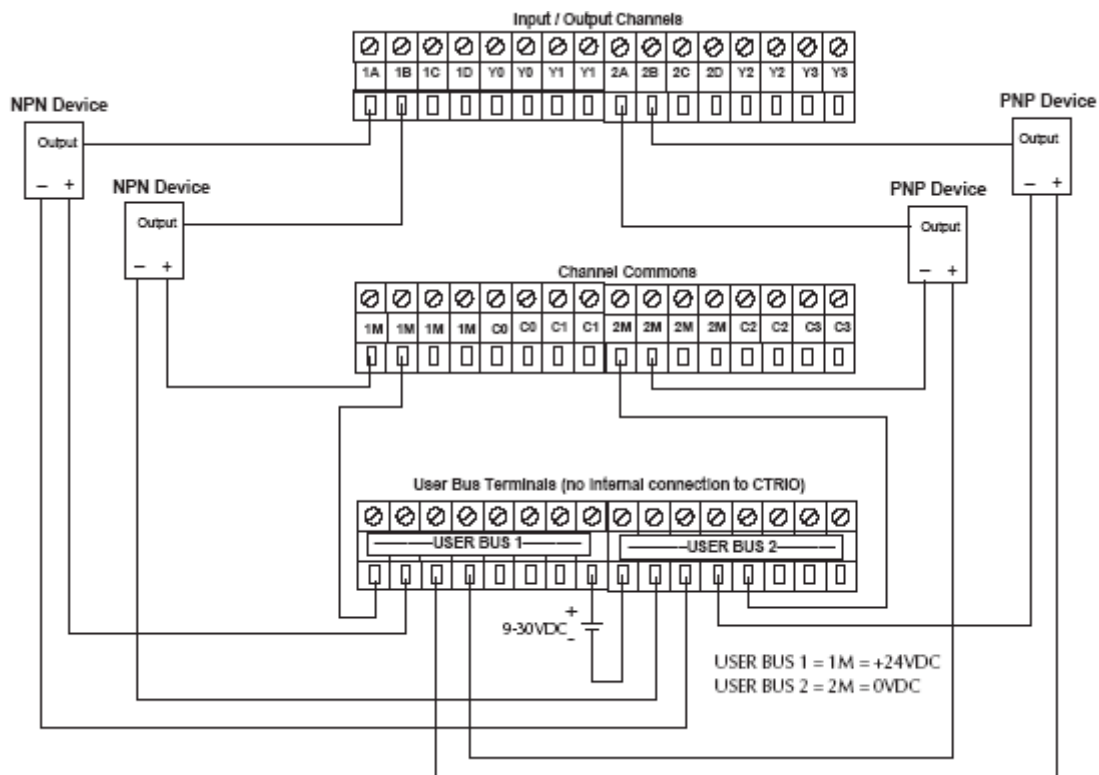 Input / Output Channels
1A 1B 1C 1D Y0 Y0 Y1 Y1 2A 2B 2C 2D Y2 Y2 Y3 Y3
NPN Device
Output
– +
PNP Device
Output
– +
NPN Device
Output
– +
PNP Device
Output
– +
Channel Commons
1M 1M 1M 1M C0 C0 C1 C1 2M 2M 2M 2M C2 C2 C3 C3
User Bus Terminals (no internal connection to CTRIO)
USER BUS 1
USER BUS 2
+
9-30VDC
-
USER BUS 1 = 1M = +24VDC
USER BUS 2 = 2M = 0VDC